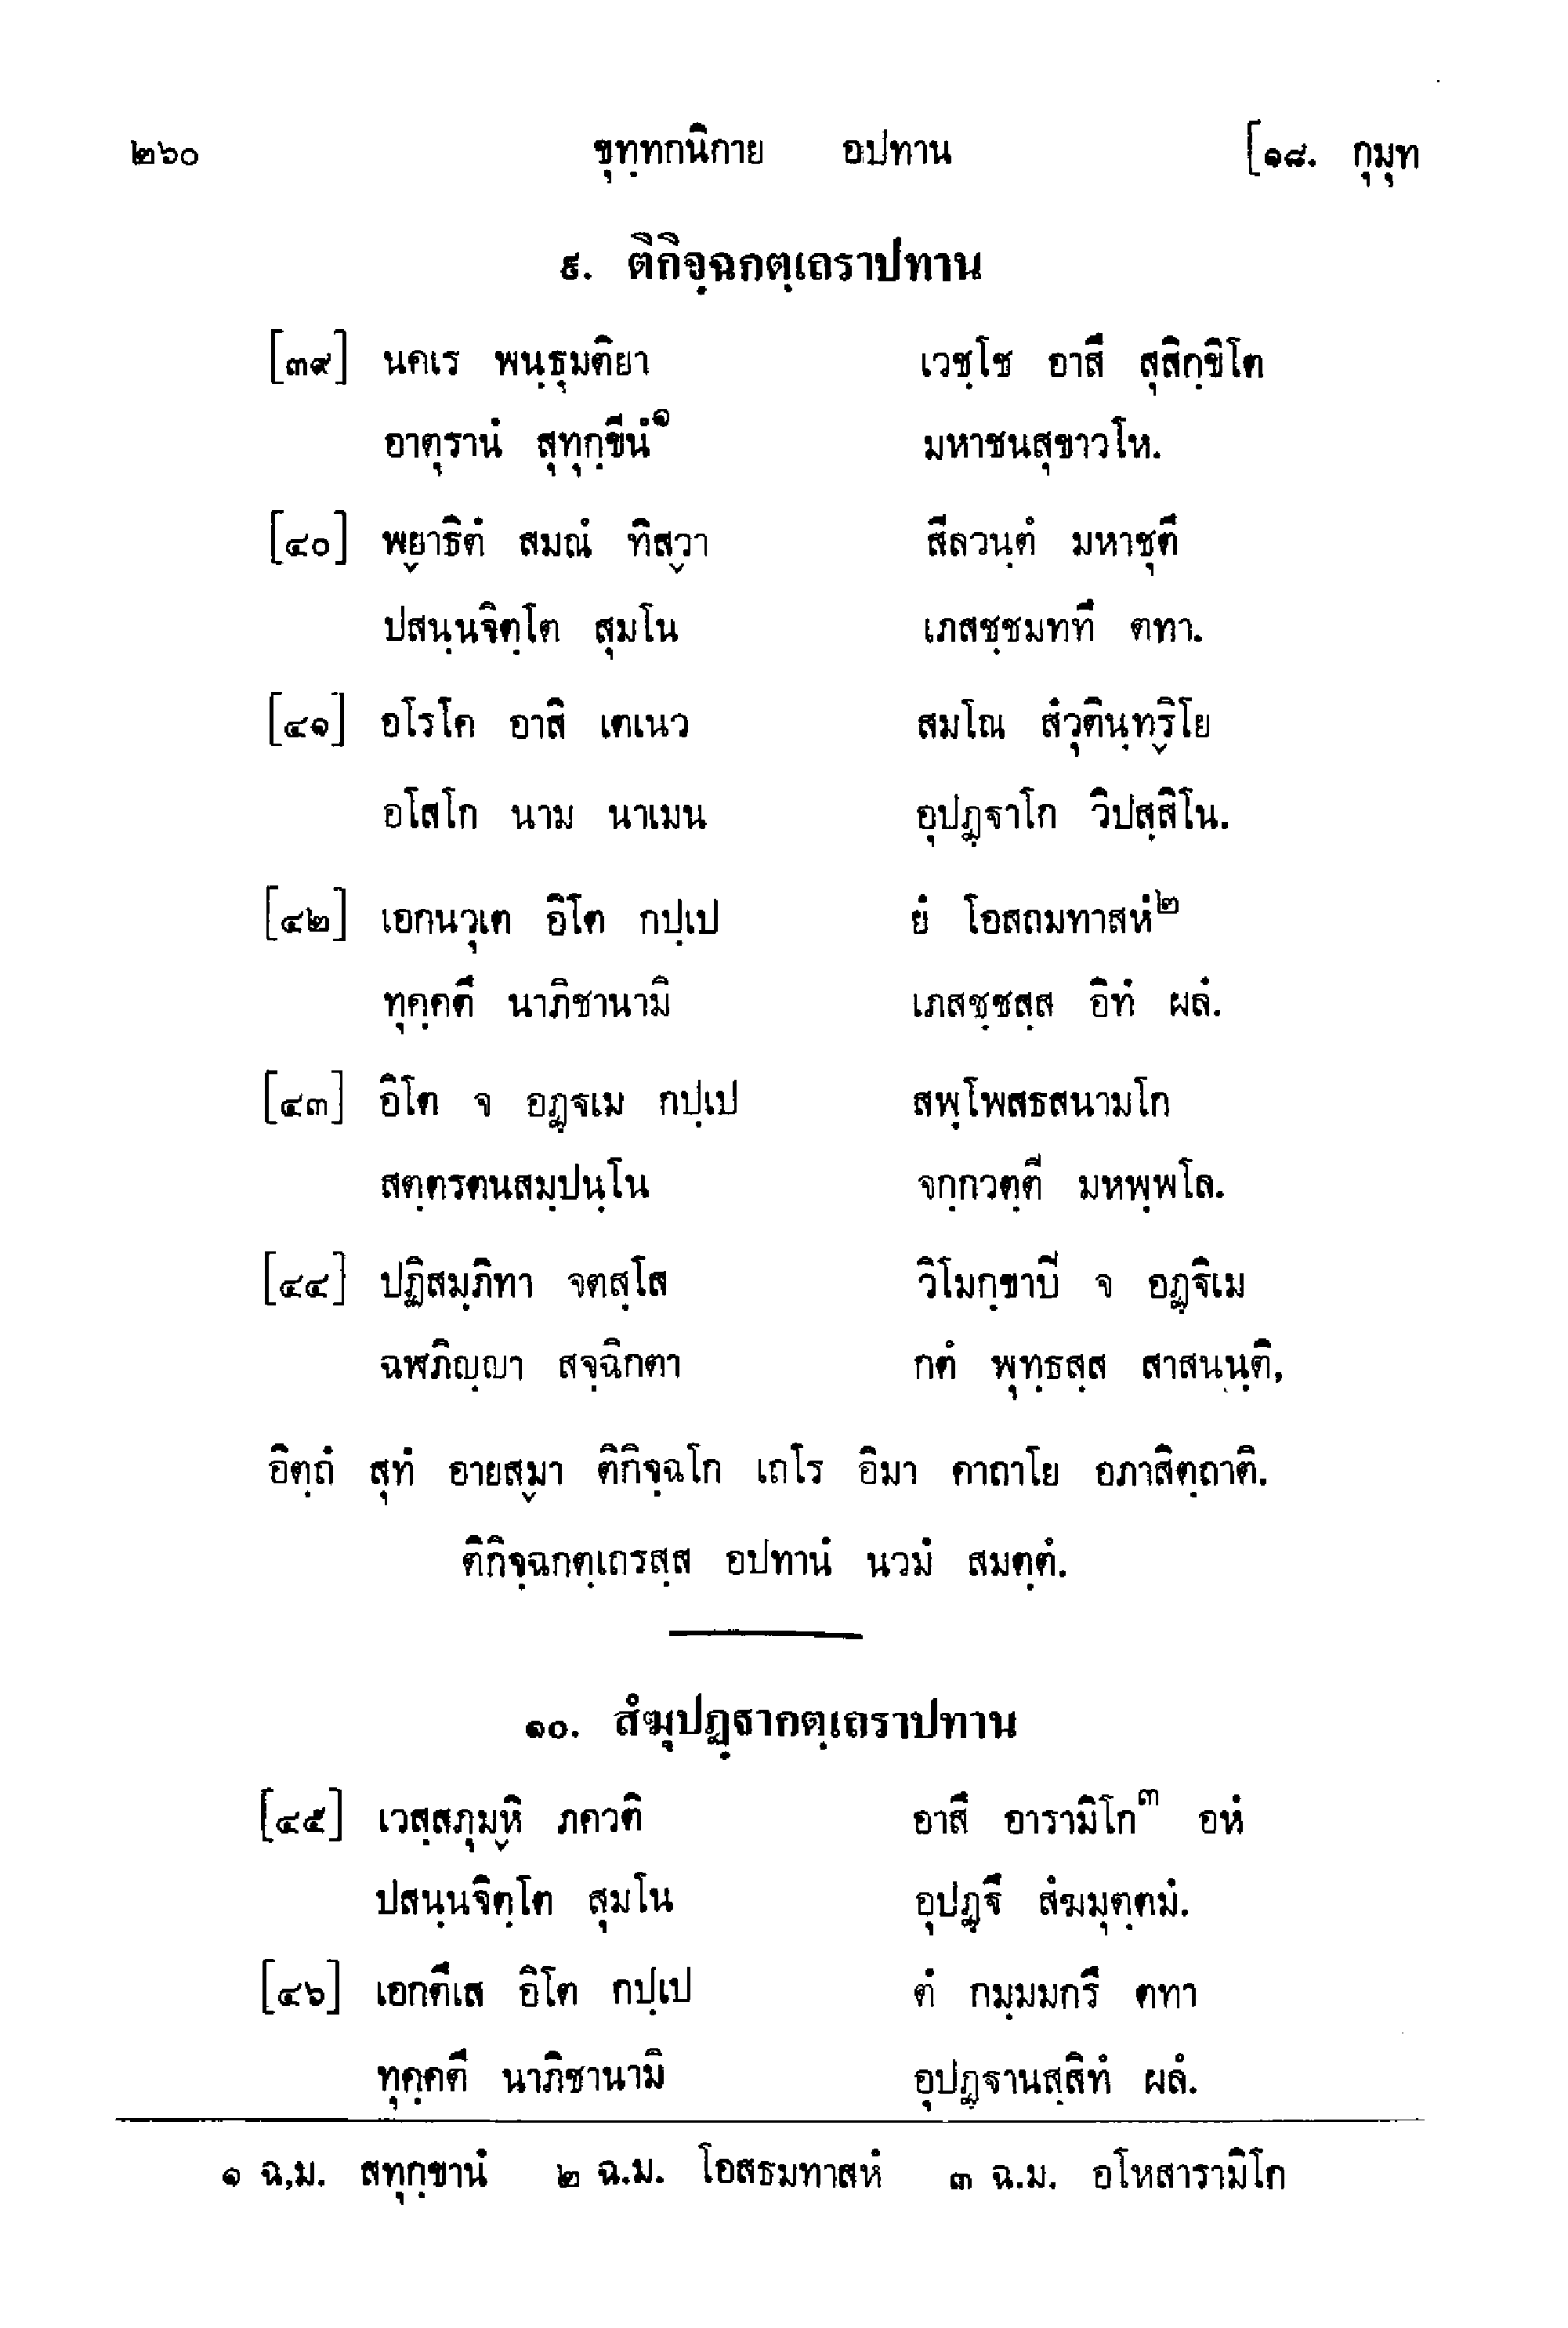 ๒๖๐ ขุทฺทกนิกาย อปทาน [๑๘. กุมุท
๙. ติกิจฺฉกตฺเถราปทาน
[๓๙] นคเร พนฺธุมติยา เวชฺโช อาสึ สุสิกฺขิโต
อาตุรานํ สุทุกฺขีนํ๑ มหาชนสุขาวโห.
[๔๐] พฺยาธิตํ สมณํ ทิสฺวา สีลวนฺตํ มหาชุตึ
ปสนฺนจิตฺโต สุมโน เภสชฺชมททึ ตทา.
[๔๑] อโรโค อาสิ เตเนว สมโณ สํวุตินฺทฺริโย
อโสโก นาม นาเมน อุปฏฺฐาโก วิปสฺสิโน.
[๔๒] เอกนวุเต อิโต กปฺเป ยํ โอสถมทาสหํ๒
ทุคฺคตึ นาภิชานามิ เภสชฺชสฺส อิทํ ผลํ.
[๔๓] อิโต จ อฏฺฐเม กปฺเป สพฺโพสธสนามโก
สตฺตรตนสมฺปนฺโน จกฺกวตฺตี มหพฺพโล.
[๔๔] ปฏิสมฺภิทา จตสฺโส วิโมกฺขาปี จ อฏฺฐิเม
ฉฬภิญฺญา สจฺฉิกตา กตํ พุทฺธสฺส สาสนนฺติ,
อิตฺถํ สุทํ อายสฺมา ติกิจฺฉโก เถโร อิมา คาถาโย อภาสิตฺถาติ.
ติกิจฺฉกตฺเถรสฺส อปทานํ นวมํ สมตฺตํ.
๑๐. สํฆุปฏฺฐากตฺเถราปทาน
[๔๕] เวสฺสภุมฺหิ ภควติ อาสึ อารามิโก๓ อหํ
ปสนฺนจิตฺโต สุมโน อุปฏฺฐึ สํฆมุตฺตมํ.
[๔๖] เอกตึเส อิโต กปฺเป ตํ กมฺมมกรึ ตทา
ทุคฺคตึ นาภิชานามิ อุปฏฺฐานสฺสิทํ ผลํ.
๑ ฉ,ม. สทุกฺขานํ ๒ ฉ.ม. โอสธมทาสหํ ๓ ฉ.ม. อโหสารามิโก